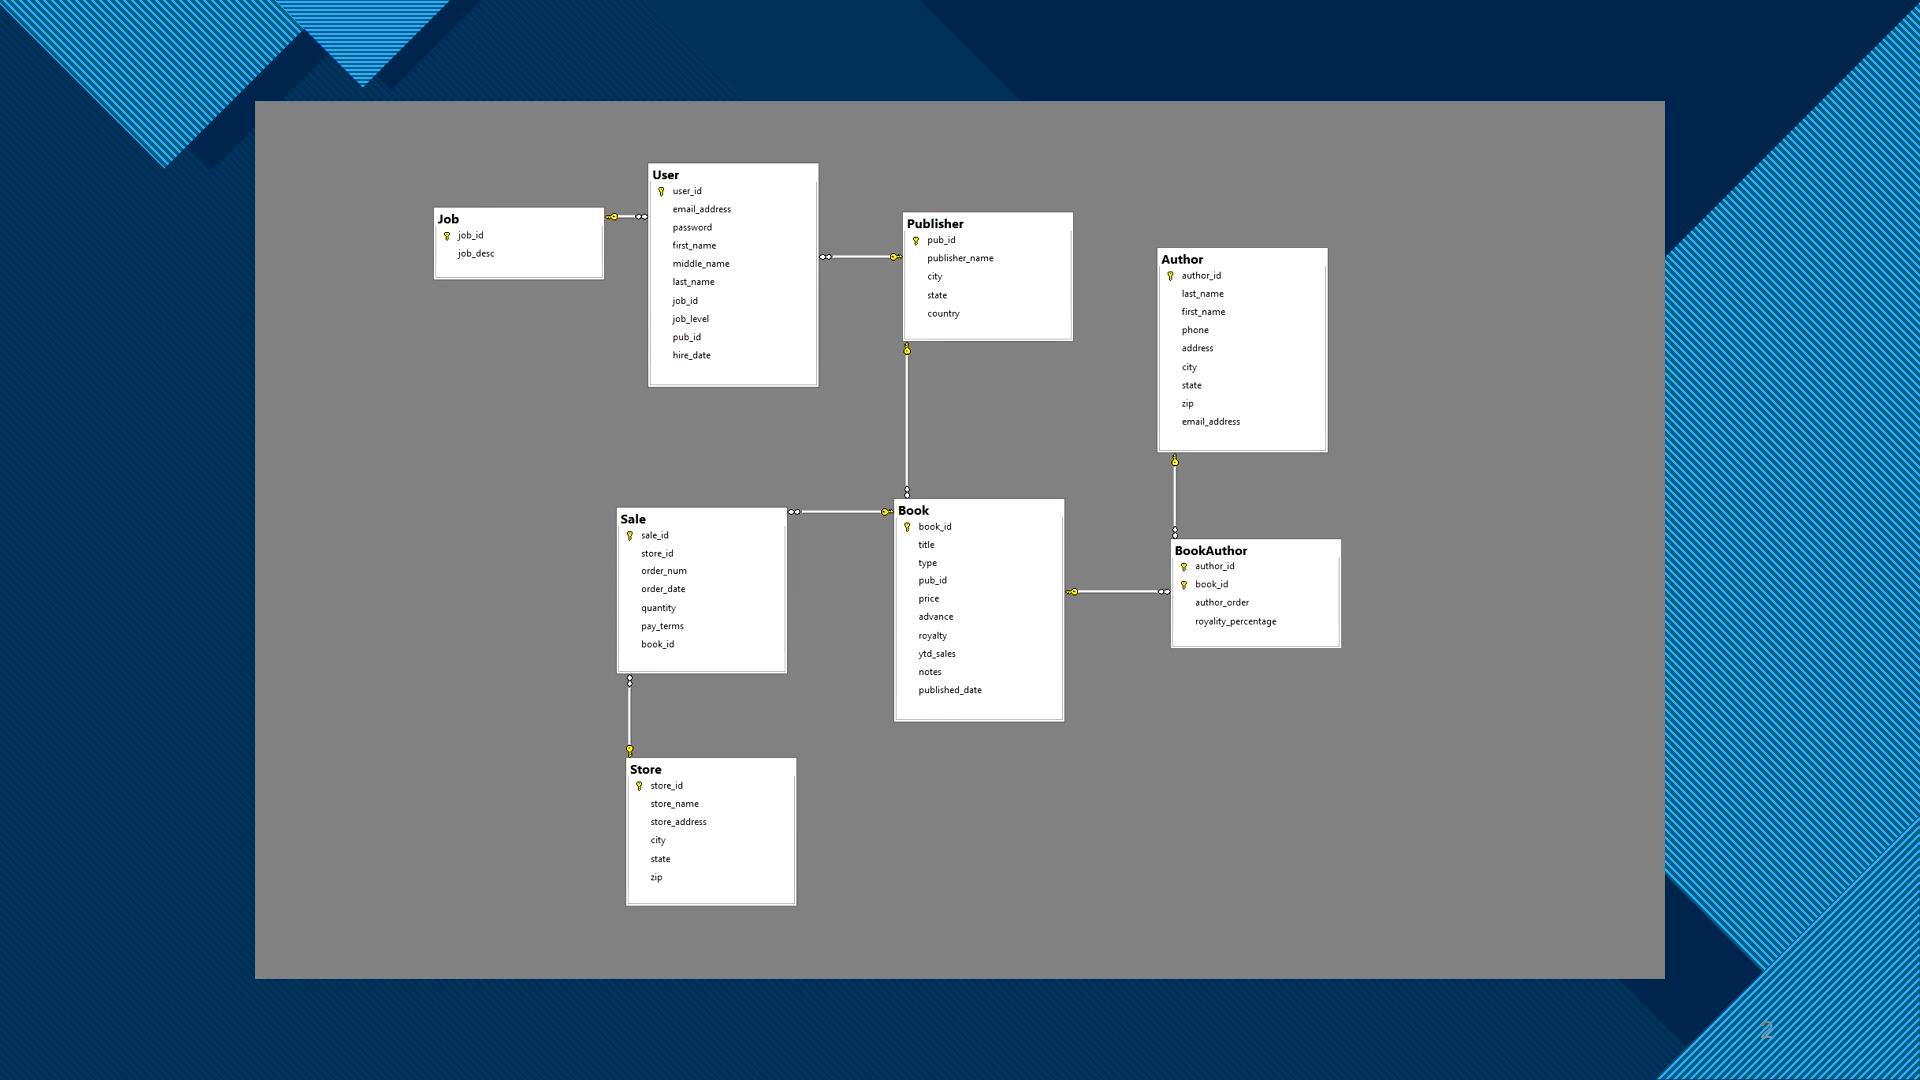 User
user_id
email_address
password
first_name
middle_name
last_name
job_id
job_level
pub_id
hire_date
Job
job_id
job_desc
Publisher
pub_id
publisher_name
city
state
country
Author
author_id
last_name
first_name
phone
address
city
state
zip
email_address
Sale
sale_id
store_id
order_num
order_date
quantity
pay_terms
book_id
Book
book_id
title
type
pub_id
price
advance
royalty
ytd_sales
notes
published_date
BookAuthor
author_id
book_id
author_order
royality_percentage
Store
store_id
store_name
store_address
city
state
zip
2